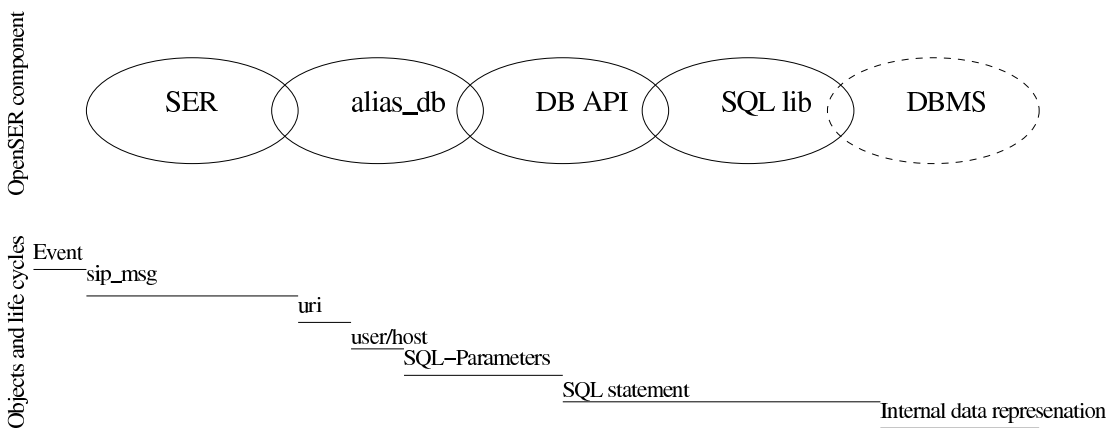 OpenSER component
SER
alias_db
DB API
SQL lib
DBMS
Objects and life cycles
Event
sip_msg
uri
user/host
SQL−Parameters
SQL statement
Internal data represenation